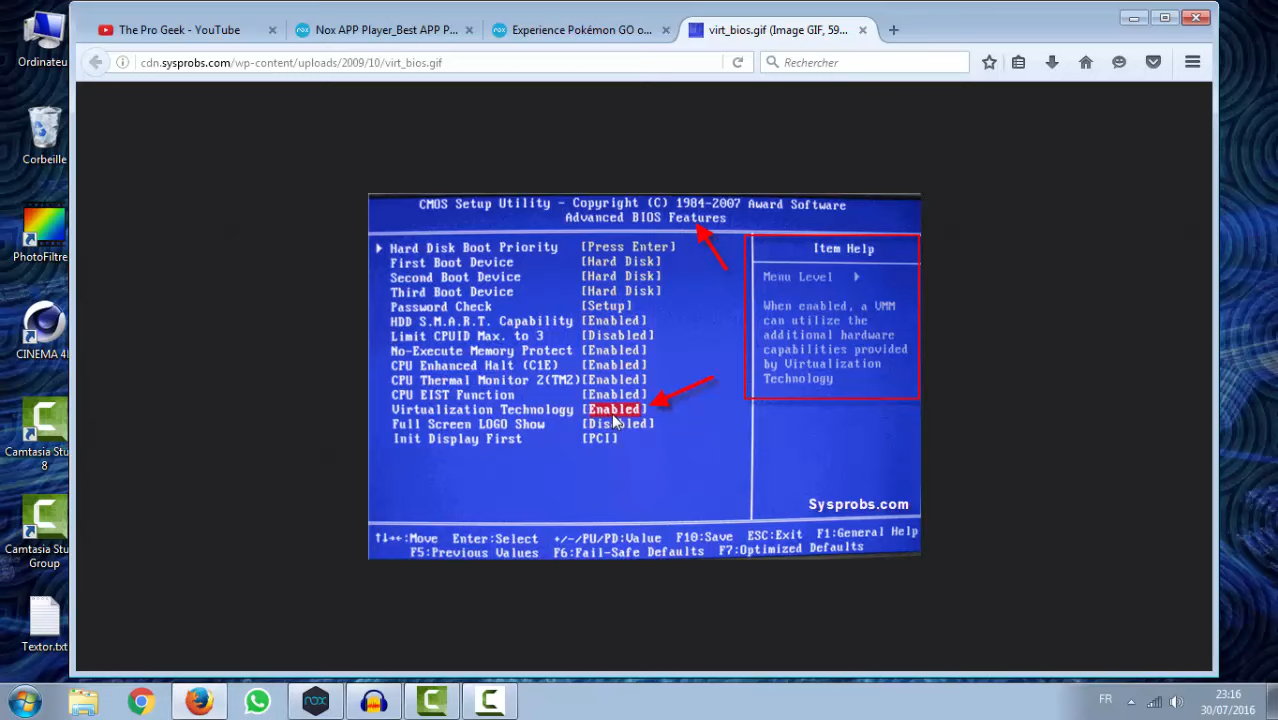 The Pro Geek - YouTube
Nox APP Player_Best APP P...
Experience Pokémon GO o...
virt_bios.gif (Image GIF, 59...
cdn.sysprobs.com/wp-content/uploads/2009/10/virt_bios.gif
Rechercher
Ordinateu
Corbeille
PhotoFiltre
CINEMA 4I
Camtasia Stu
8
Camtasia Stu
Group
Textor.txt
CMOS Setup Utility - Copyright (C) 1984-2007 Award Software
Advanced BIOS Features
Hard Disk Boot Priority [Press Enter]
First Boot Device [Hard Disk]
Second Boot Device [Hard Disk]
Third Boot Device [Hard Disk]
Password Check [Setup]
HDD S.M.A.R.T. Capability [Enabled]
Limit CPUID Max. to 3 [Disabled]
No-Execute Memory Protect [Enabled]
CPU Enhanced Halt (C1E) [Enabled]
CPU Thermal Monitor 2(TM2) [Enabled]
CPU EIST Function [Enabled]
Virtualization Technology [Enabled]
Full Screen LOGO Show [Disabled]
Init Display First [PCI]
Item Help
Menu Level
When enabled, a VMM
can utilize the
additional hardware
capabilities provided
by Virtualization
Technology
Sysprobs.com
↑↓→←:Move Enter:Select +/-/PU/PD:Value F10:Save ESC:Exit F1:General Help
F5:Previous Values F6:Fail-Safe Defaults F7:Optimized Defaults
nox
FR
23:16
30/07/2016